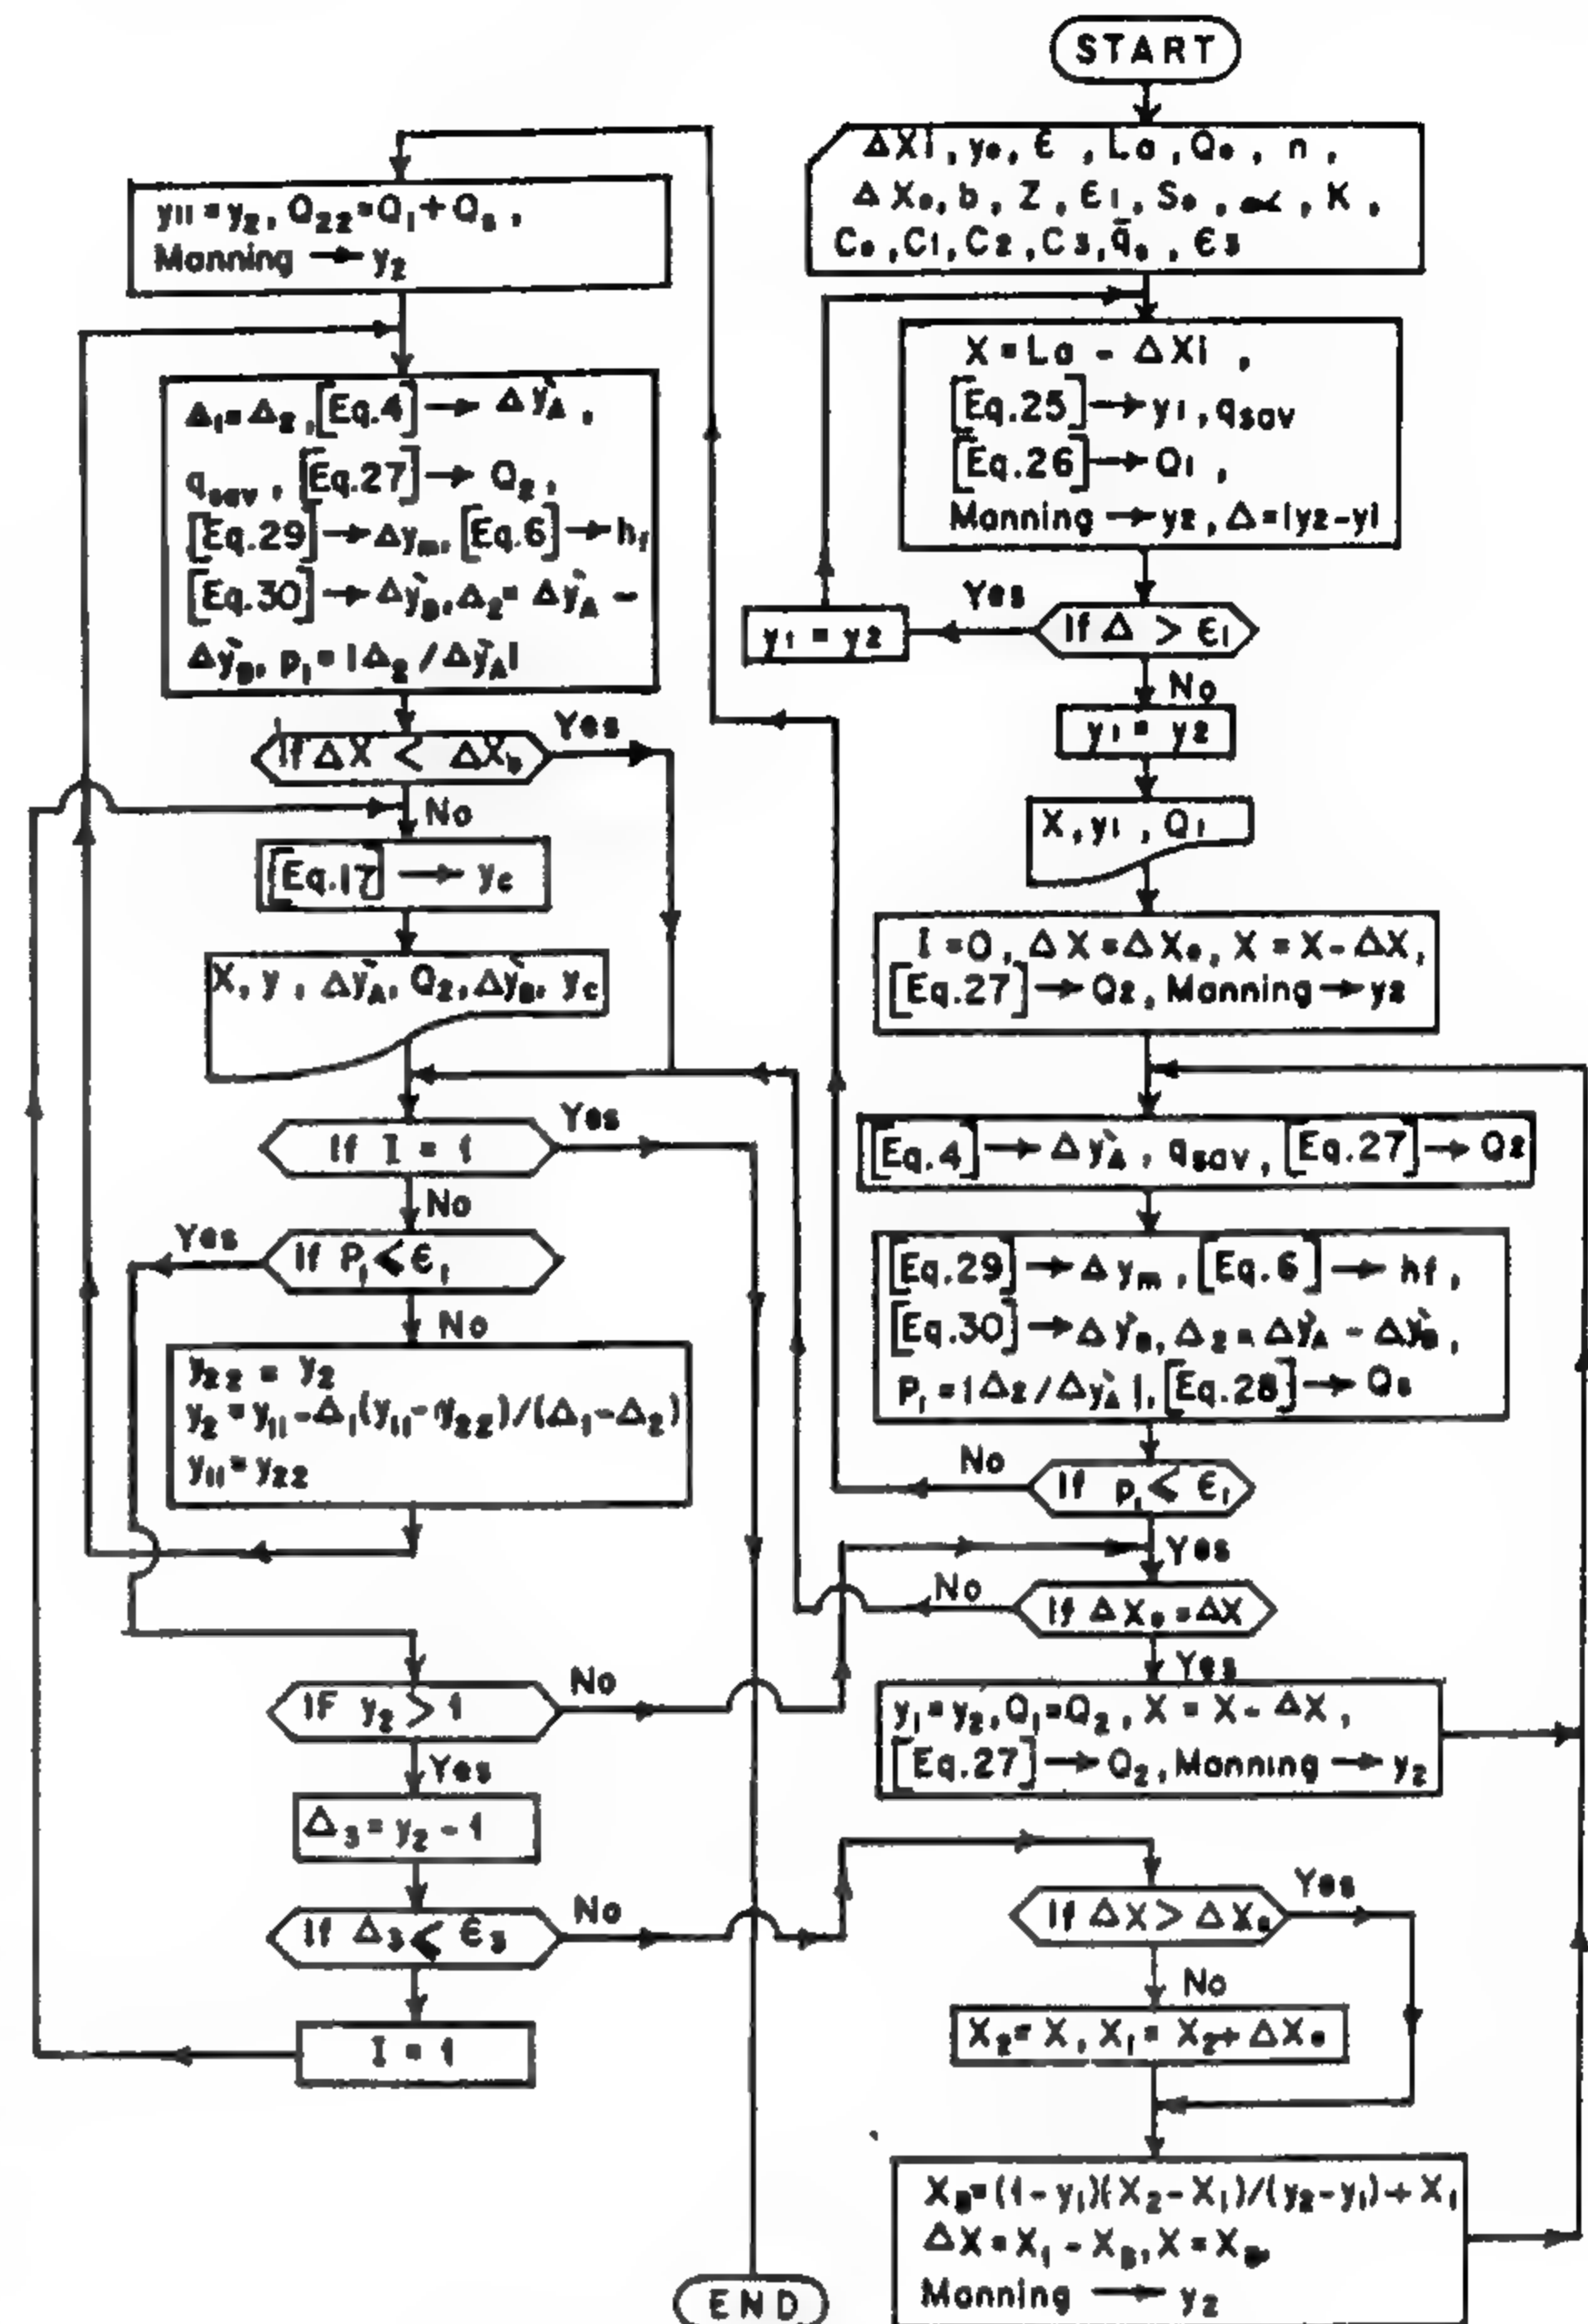 START
ΔXi, y₀, ε, La, Q₀, n,
ΔX₀, b, Z, ε₁, S₀, α, K,
C₀, C1, C2, C3, q̄s, ε3
X = La - ΔXi,
[Eq.25] → y1, qsav
[Eq.26] → Q1,
Manning → y2, Δ=|y2-y1
If Δ > ε1
Yes
y1 = y2
No
y1 = y2
X, y1, Q1
I = 0, ΔX = ΔX₀, X = X - ΔX,
[Eq.27] → Q2, Manning → y2
[Eq.4] → Δy`A, qsav, [Eq.27] → Q2
[Eq.29] → Δym, [Eq.6] → hf,
[Eq.30] → Δy`B, Δ2 = Δy`A - Δy`B,
P1 = |Δ2/Δy`A|, [Eq.28] → Qs
If p1 < ε1
No
Yes
If ΔX₀ = ΔX
No
Yes
y1 = y2, Q1 = Q2, X = X - ΔX,
[Eq.27] → Q2, Manning → y2
y11 = y2, Q22 = Q1 + Qs,
Manning → y2
Δ1 = Δ2, [Eq.4] → Δy`A,
qsav, [Eq.27] → Q2,
[Eq.29] → Δym, [Eq.6] → hf
[Eq.30] → Δy`B, Δ2 = Δy`A -
Δy`B, p1 = |Δ2/Δy`A|
If ΔX < ΔXb
Yes
No
[Eq.17] → yc
X, y, Δy`A, Q2, Δy`B, yc
If I = 1
Yes
No
If P1 < ε1
Yes
No
y22 = y2
y2 = y11 - Δ1(y11 - y22)/(Δ1 - Δ2)
y11 = y22
IF y2 > 1
No
Yes
Δ3 = y2 - 1
If Δ3 < ε3
No
I = 1
If ΔX > ΔX₀
Yes
No
X2 = X, X1 = X2 + ΔX₀
XB = (1 - y1)(X2 - X1)/(y2 - y1) + X1
ΔX = X1 - XB, X = XB,
Manning → y2
END